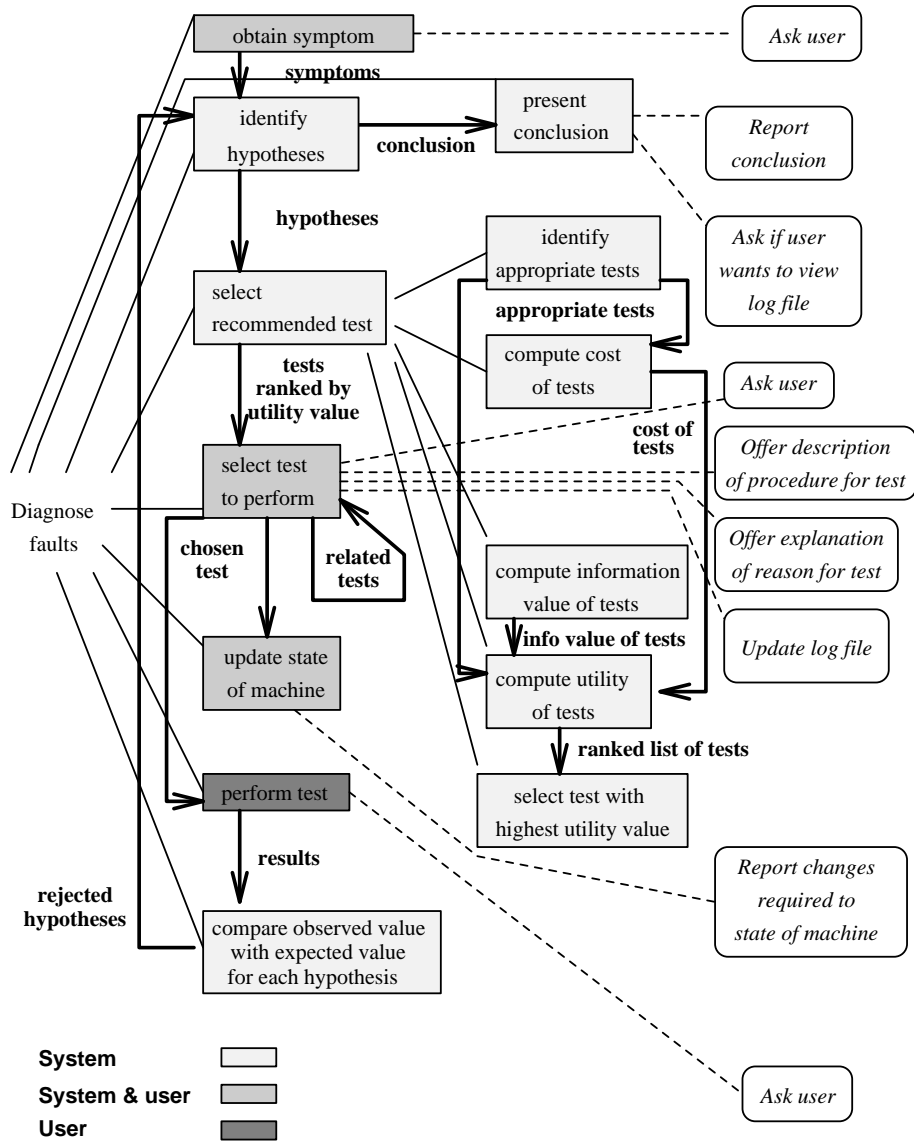 obtain symptom
Ask user
symptoms
identify
hypotheses
conclusion
present
conclusion
Report
conclusion
hypotheses
identify
appropriate tests
Ask if user
wants to view
log file
select
recommended test
appropriate tests
compute cost
of tests
tests
ranked by
utility value
Ask user
cost of
tests
select test
to perform
Offer description
of procedure for test
Diagnose
faults
chosen
test
related
tests
Offer explanation
of reason for test
compute information
value of tests
info value of tests
Update log file
update state
of machine
compute utility
of tests
ranked list of tests
perform test
select test with
highest utility value
results
rejected
hypotheses
Report changes
required to
state of machine
compare observed value
with expected value
for each hypothesis
System
System & user
User
Ask user